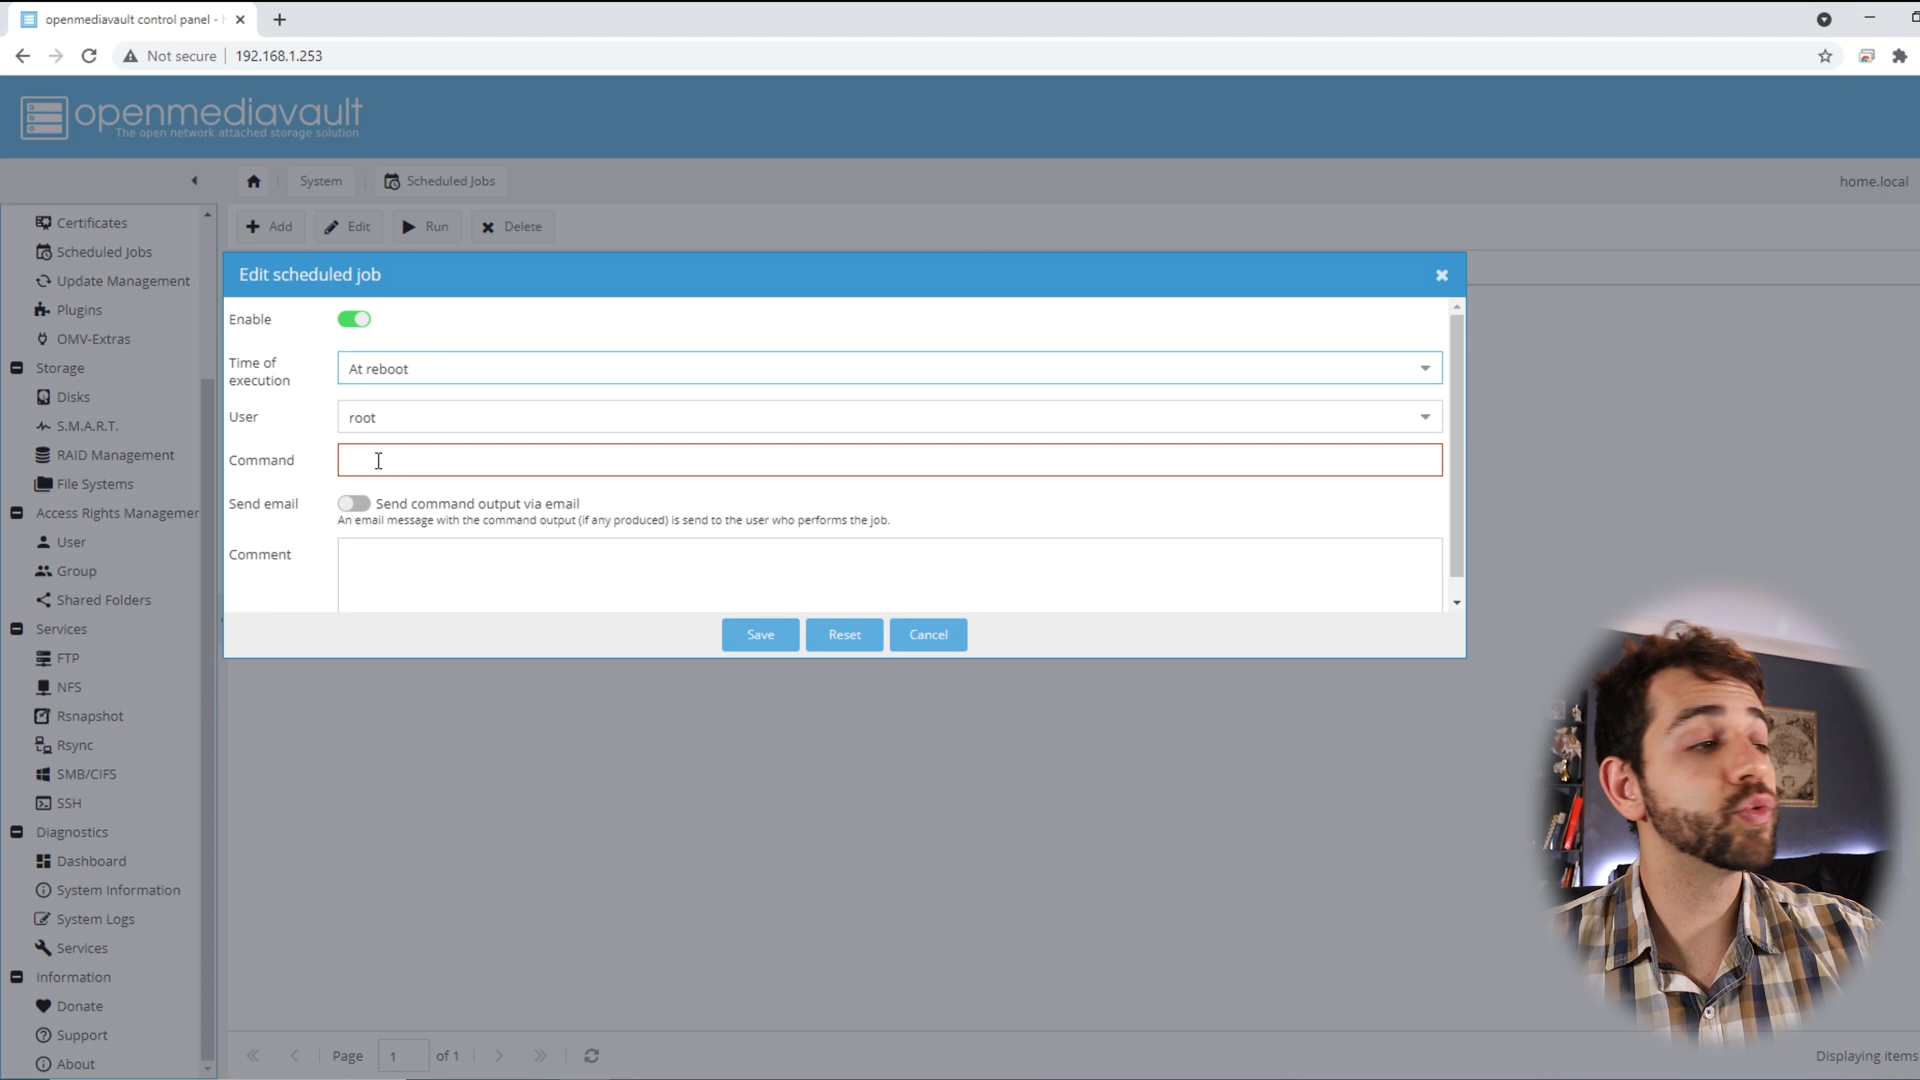 openmediavault control panel -
Not secure
192.168.1.253
openmediavault
The open network attached storage solution
System
Scheduled Jobs
home.local
Certificates
Scheduled Jobs
Update Management
Plugins
OMV-Extras
Storage
Disks
S.M.A.R.T.
RAID Management
File Systems
Access Rights Managemer
User
Group
Shared Folders
Services
FTP
NFS
Rsnapshot
Rsync
SMB/CIFS
SSH
Diagnostics
Dashboard
System Information
System Logs
Services
Information
Donate
Support
About
Add
Edit
Run
Delete
Edit scheduled job
Enable
Time of
execution
At reboot
User
root
Command
Send email
Send command output via email
An email message with the command output (if any produced) is send to the user who performs the job.
Comment
Save
Reset
Cancel
Page
1
of 1
Displaying items